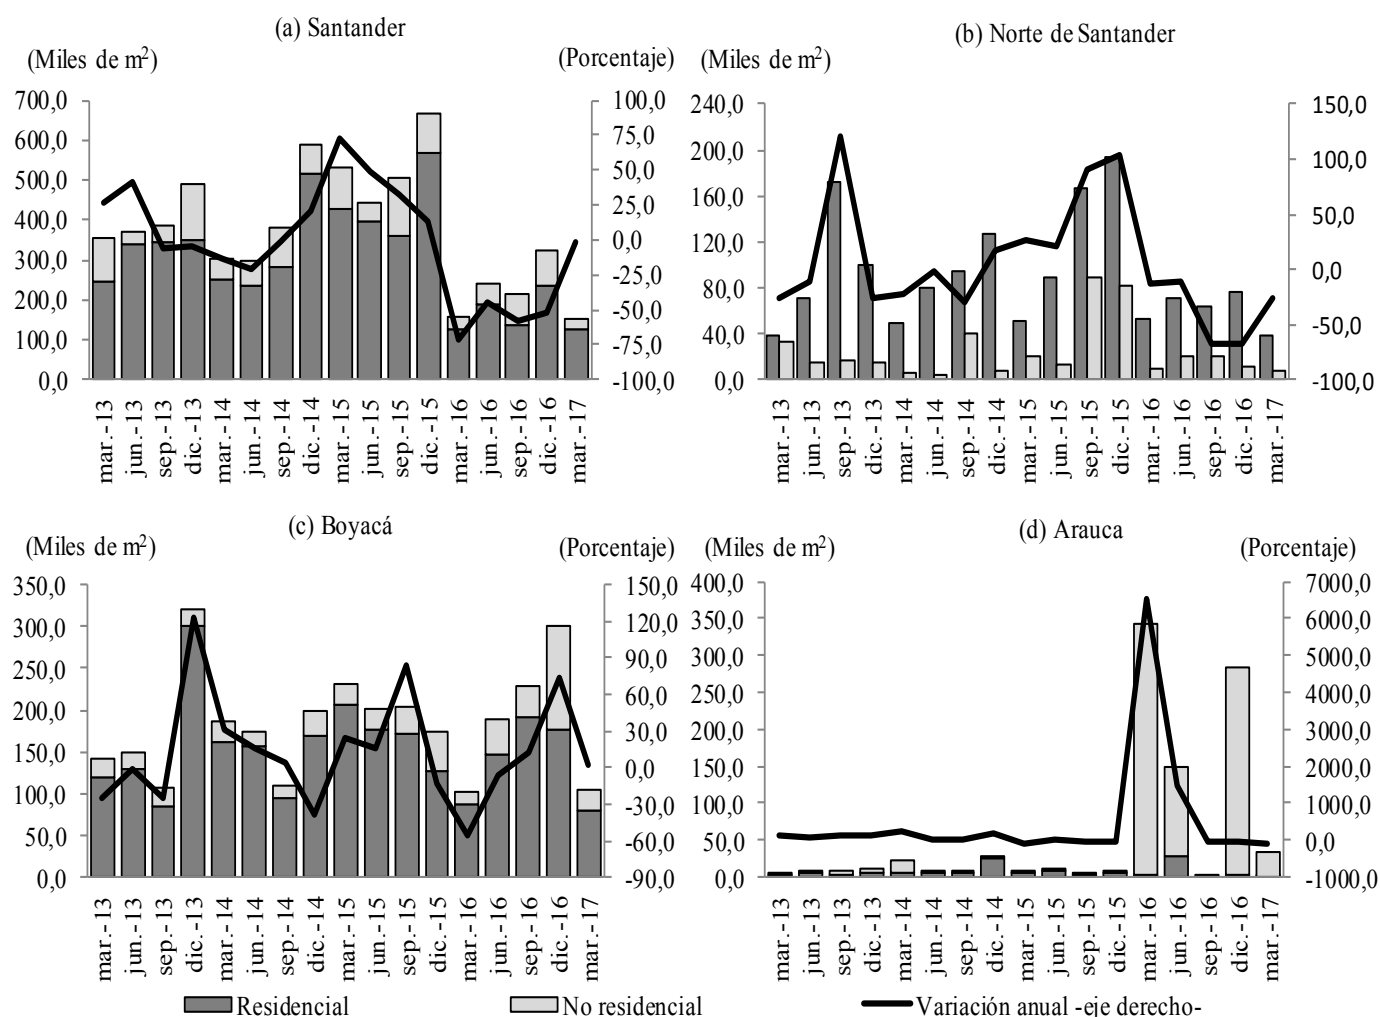 (a) Santander
(Miles de m²)
(Porcentaje)
700,0
600,0
500,0
400,0
300,0
200,0
100,0
0,0
100,0
75,0
50,0
25,0
0,0
-25,0
-50,0
-75,0
-100,0
mar.-13
jun.-13
sep.-13
dic.-13
mar.-14
jun.-14
sep.-14
dic.-14
mar.-15
jun.-15
sep.-15
dic.-15
mar.-16
jun.-16
sep.-16
dic.-16
mar.-17
(b) Norte de Santander
(Miles de m²)
240,0
200,0
160,0
120,0
80,0
40,0
0,0
150,0
100,0
50,0
0,0
-50,0
-100,0
mar.-13
jun.-13
sep.-13
dic.-13
mar.-14
jun.-14
sep.-14
dic.-14
mar.-15
jun.-15
sep.-15
dic.-15
mar.-16
jun.-16
sep.-16
dic.-16
mar.-17
(c) Boyacá
(Miles de m²)
(Porcentaje)
350,0
300,0
250,0
200,0
150,0
100,0
50,0
0,0
150,0
120,0
90,0
60,0
30,0
0,0
-30,0
-60,0
-90,0
mar.-13
jun.-13
sep.-13
dic.-13
mar.-14
jun.-14
sep.-14
dic.-14
mar.-15
jun.-15
sep.-15
dic.-15
mar.-16
jun.-16
sep.-16
dic.-16
mar.-17
(d) Arauca
(Miles de m²)
(Porcentaje)
400,0
350,0
300,0
250,0
200,0
150,0
100,0
50,0
0,0
7000,0
6000,0
5000,0
4000,0
3000,0
2000,0
1000,0
0,0
-1000,0
mar.-13
jun.-13
sep.-13
dic.-13
mar.-14
jun.-14
sep.-14
dic.-14
mar.-15
jun.-15
sep.-15
dic.-15
mar.-16
jun.-16
sep.-16
dic.-16
mar.-17
Residencial
No residencial
Variación anual -eje derecho-